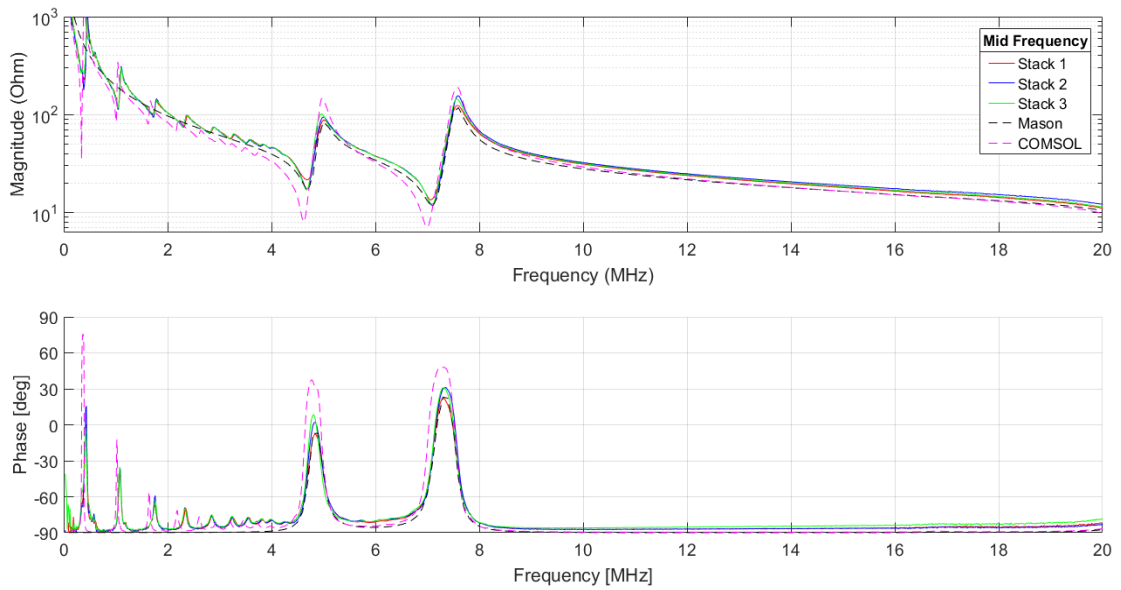 10^3
10^2
10^1
Magnitude (Ohm)
0 2 4 6 8 10 12 14 16 18 20
Frequency (MHz)
Mid Frequency
Stack 1
Stack 2
Stack 3
Mason
COMSOL
90
60
30
0
-30
-60
-90
Phase [deg]
0 2 4 6 8 10 12 14 16 18 20
Frequency [MHz]